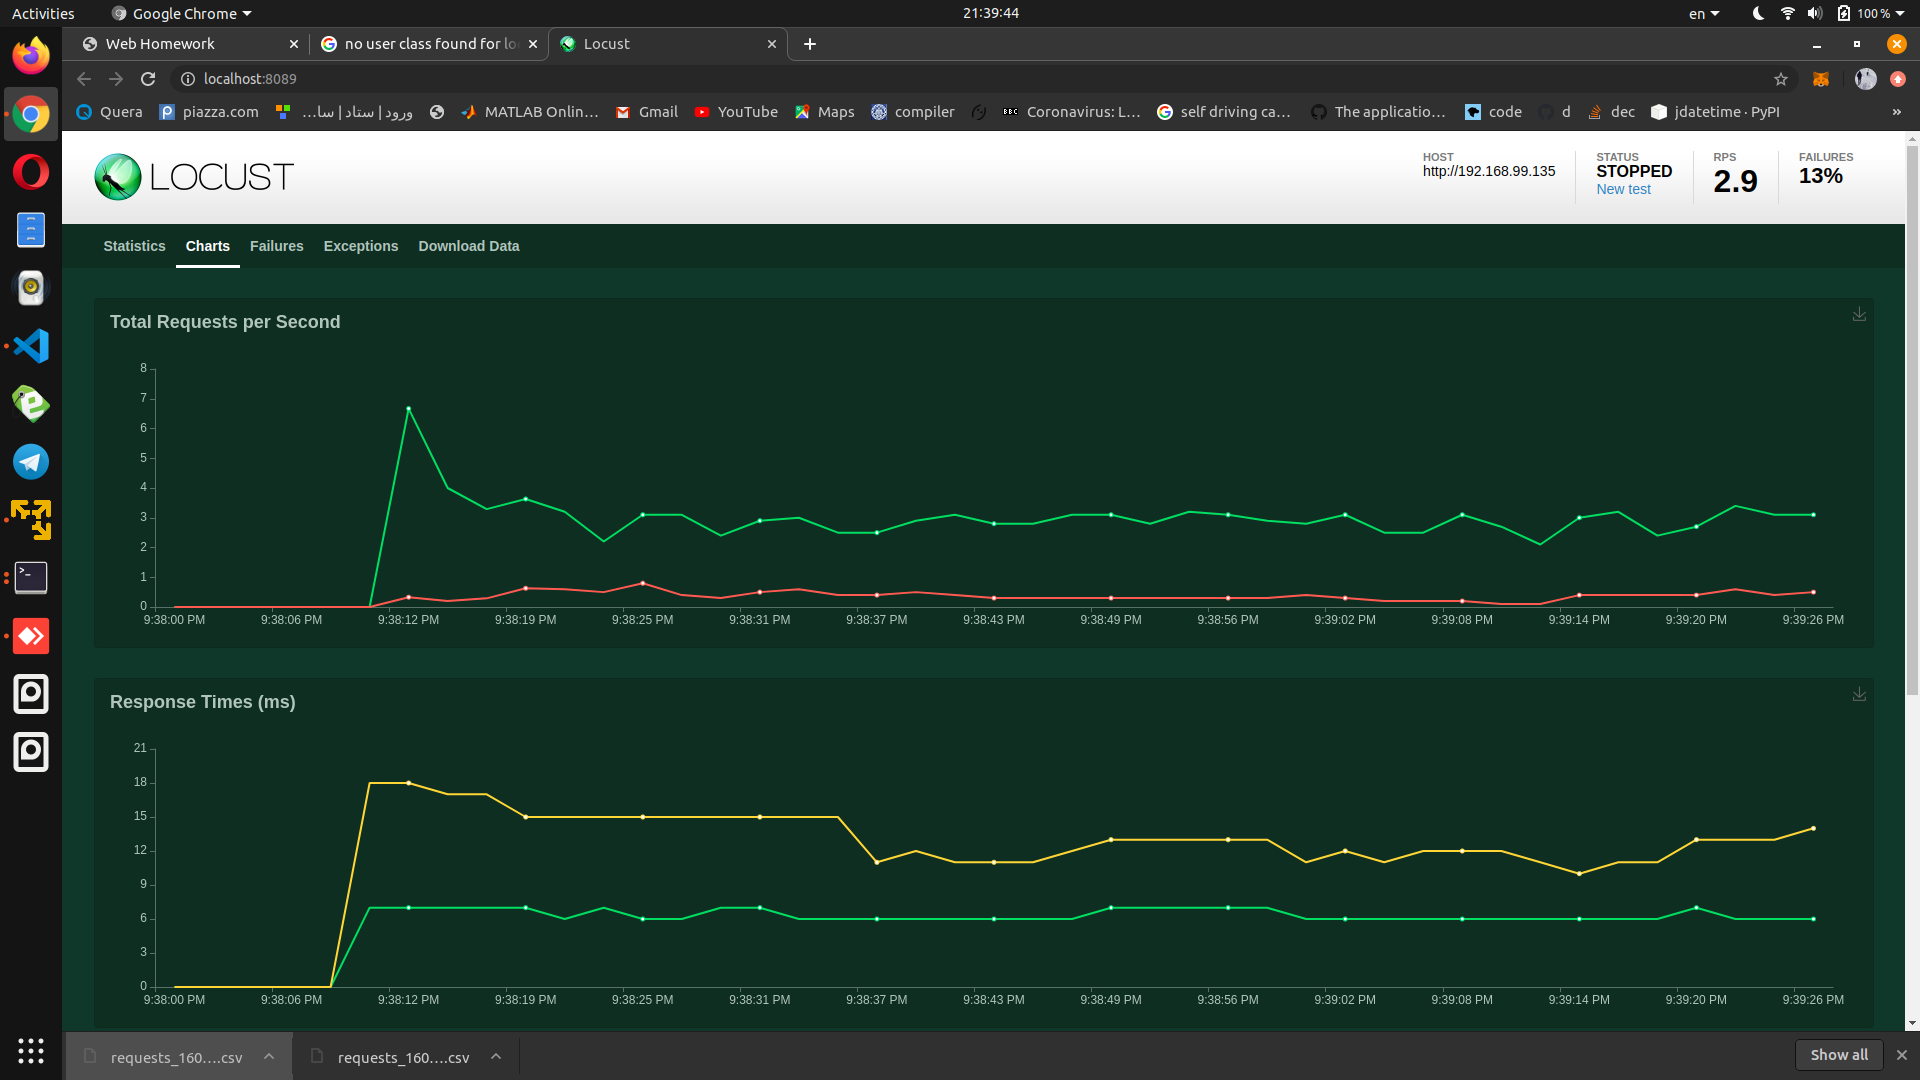 Activities
Google Chrome
21:39:44
en
100 %
Web Homework
no user class found for lo
Locust
localhost:8089
Quera
piazza.com
ورود | ستاد | سا...
MATLAB Onlin...
Gmail
YouTube
Maps
compiler
BBC
Coronavirus: L...
self driving ca...
The applicatio...
code
d
dec
jdatetime · PyPI
»
LOCUST
HOST
http://192.168.99.135
STATUS
STOPPED
New test
RPS
2.9
FAILURES
13%
Statistics
Charts
Failures
Exceptions
Download Data
Total Requests per Second
8
7
6
5
4
3
2
1
0
9:38:00 PM
9:38:06 PM
9:38:12 PM
9:38:19 PM
9:38:25 PM
9:38:31 PM
9:38:37 PM
9:38:43 PM
9:38:49 PM
9:38:56 PM
9:39:02 PM
9:39:08 PM
9:39:14 PM
9:39:20 PM
9:39:26 PM
Response Times (ms)
21
18
15
12
9
6
3
0
9:38:00 PM
9:38:06 PM
9:38:12 PM
9:38:19 PM
9:38:25 PM
9:38:31 PM
9:38:37 PM
9:38:43 PM
9:38:49 PM
9:38:56 PM
9:39:02 PM
9:39:08 PM
9:39:14 PM
9:39:20 PM
9:39:26 PM
requests_160....csv
requests_160....csv
Show all